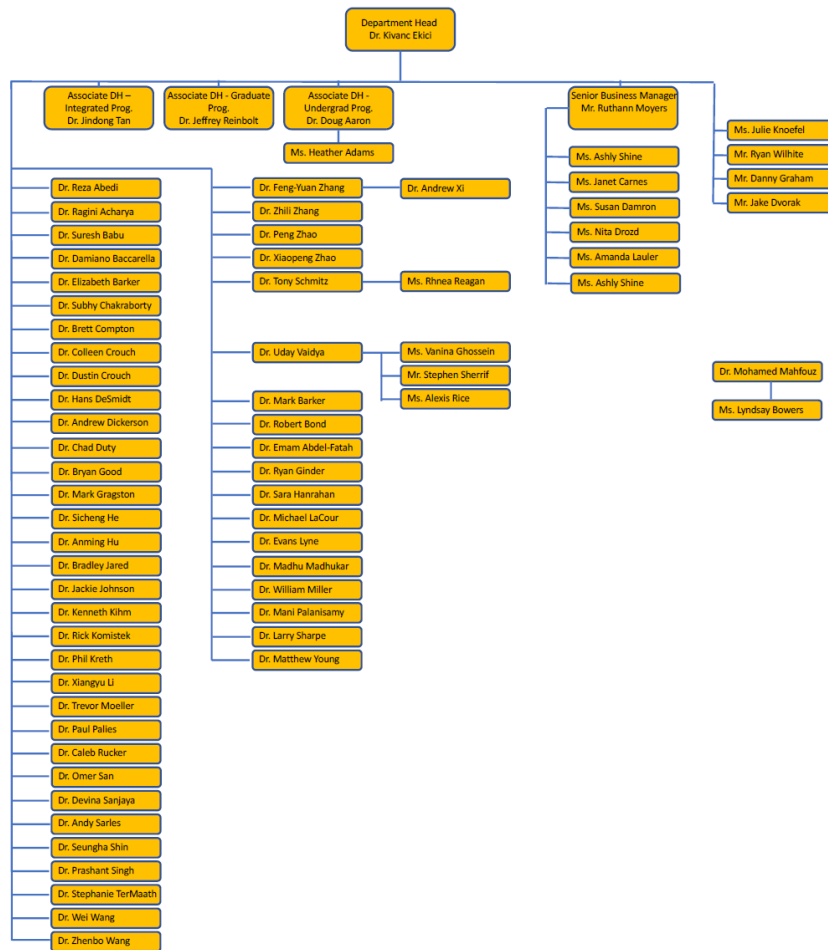 Department Head
Dr. Kivanc Ekici
Associate DH –
Integrated Prog.
Dr. Jindong Tan
Associate DH - Graduate
Prog.
Dr. Jeffrey Reinbolt
Associate DH -
Undergrad Prog.
Dr. Doug Aaron
Senior Business Manager
Mr. Ruthann Moyers
Ms. Heather Adams
Ms. Julie Knoefel
Mr. Ryan Wilhite
Mr. Danny Graham
Mr. Jake Dvorak
Ms. Ashly Shine
Ms. Janet Carnes
Ms. Susan Damron
Ms. Nita Drozd
Ms. Amanda Lauler
Ms. Ashly Shine
Dr. Reza Abedi
Dr. Ragini Acharya
Dr. Suresh Babu
Dr. Damiano Baccarella
Dr. Elizabeth Barker
Dr. Subhy Chakraborty
Dr. Brett Compton
Dr. Colleen Crouch
Dr. Dustin Crouch
Dr. Hans DeSmidt
Dr. Andrew Dickerson
Dr. Chad Duty
Dr. Bryan Good
Dr. Mark Gragston
Dr. Sicheng He
Dr. Anming Hu
Dr. Bradley Jared
Dr. Jackie Johnson
Dr. Kenneth Kihm
Dr. Rick Komistek
Dr. Phil Kreth
Dr. Xiangyu Li
Dr. Trevor Moeller
Dr. Paul Palies
Dr. Caleb Rucker
Dr. Omer San
Dr. Devina Sanjaya
Dr. Andy Sarles
Dr. Seungha Shin
Dr. Prashant Singh
Dr. Stephanie TerMaath
Dr. Wei Wang
Dr. Zhenbo Wang
Dr. Feng-Yuan Zhang
Dr. Andrew Xi
Dr. Zhili Zhang
Dr. Peng Zhao
Dr. Xiaopeng Zhao
Dr. Tony Schmitz
Ms. Rhnea Reagan
Dr. Uday Vaidya
Ms. Vanina Ghossein
Mr. Stephen Sherrif
Ms. Alexis Rice
Dr. Mark Barker
Dr. Robert Bond
Dr. Emam Abdel-Fatah
Dr. Ryan Ginder
Dr. Sara Hanrahan
Dr. Michael LaCour
Dr. Evans Lyne
Dr. Madhu Madhukar
Dr. William Miller
Dr. Mani Palanisamy
Dr. Larry Sharpe
Dr. Matthew Young
Dr. Mohamed Mahfouz
Ms. Lyndsay Bowers